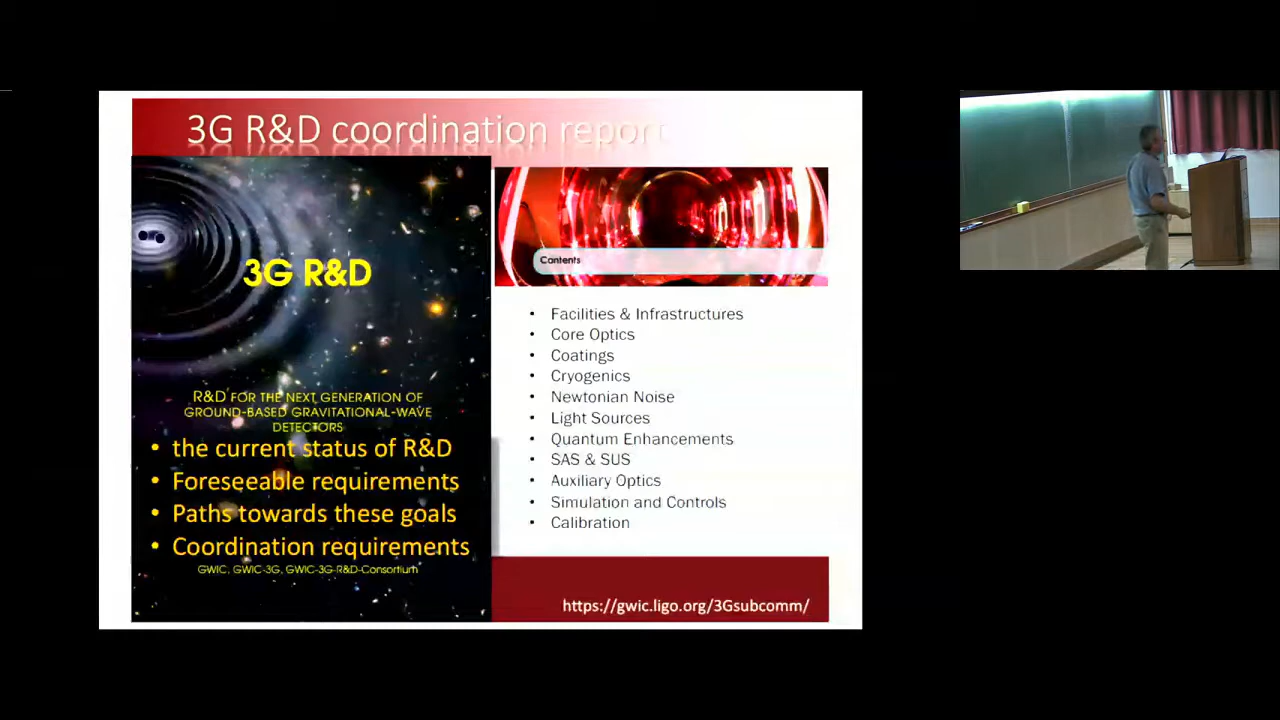 3G R&D coordination report
3G R&D
R&D FOR THE NEXT GENERATION OF
GROUND-BASED GRAVITATIONAL-WAVE
DETECTORS
• the current status of R&D
• Foreseeable requirements
• Paths towards these goals
• Coordination requirements
GWIC, GWIC-3G, GWIC-3G-R&D-Consortium
Contents
• Facilities & Infrastructures
• Core Optics
• Coatings
• Cryogenics
• Newtonian Noise
• Light Sources
• Quantum Enhancements
• SAS & SUS
• Auxiliary Optics
• Simulation and Controls
• Calibration
https://gwic.ligo.org/3Gsubcomm/